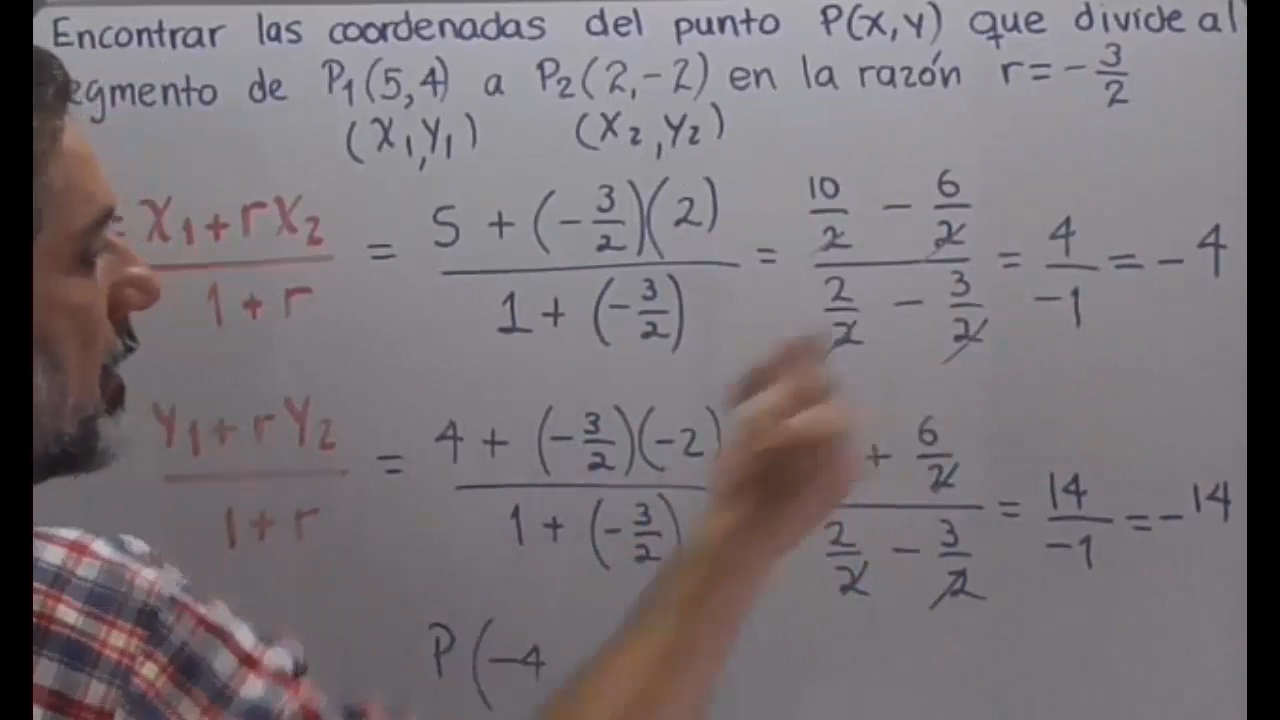 Encontrar las coordenadas del punto P(X,Y) que divide al
egmento de P₁(5,4) a P₂(2,-2) en la razón r = -3/2
(X₁,Y₁) (X₂,Y₂)
= (X₁+rX₂)/(1+r) = (5+(-3/2)(2))/(1+(-3/2)) = (10/2 - 6/2)/(2/2 - 3/2) = 4/-1 = -4
(Y₁+rY₂)/(1+r) = (4+(-3/2)(-2))/(1+(-3/2)) + 6/2 / (2/2 - 3/2) = 14/-1 = -14
P(-4